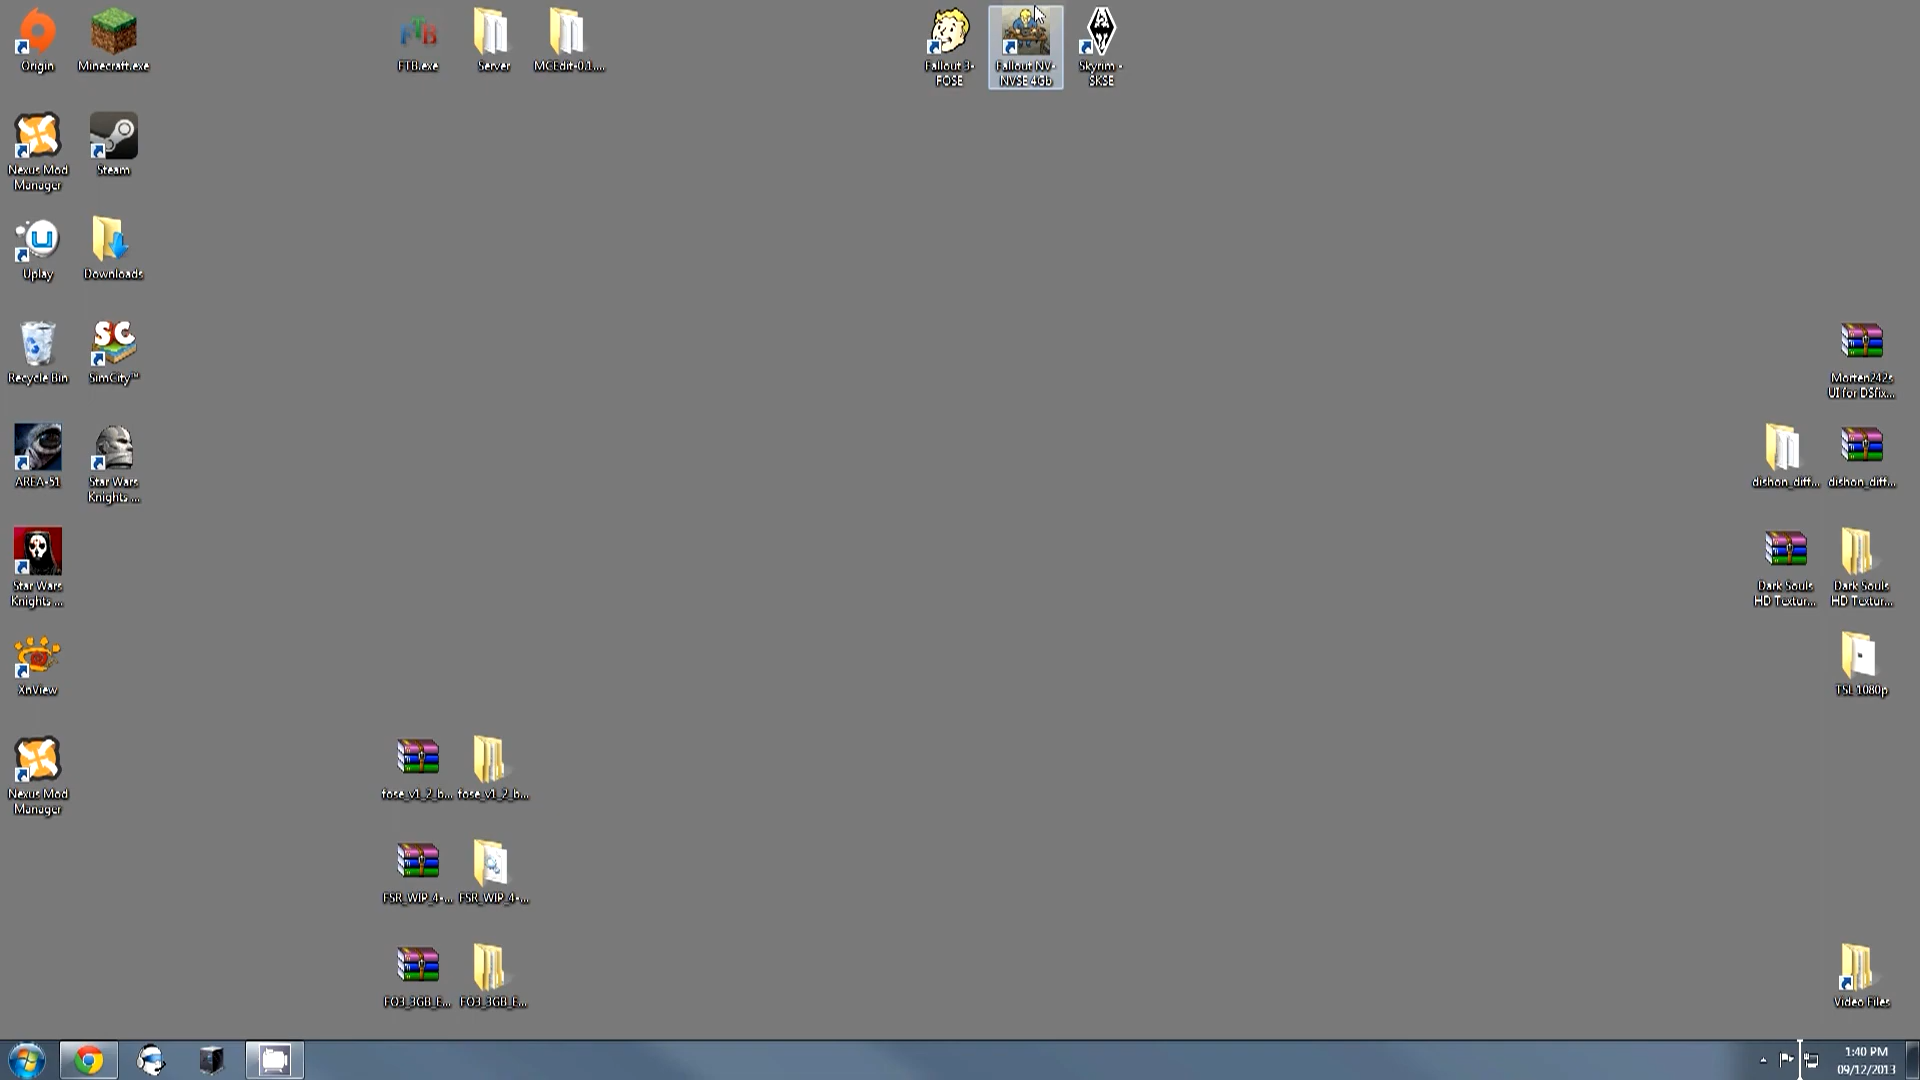 Origin
Minecraft.exe
FTB.exe
Server
MCEdit-0.1....
Fallout 3-
FOSE
Fallout NV-
NVSE 4Gb
Skyrim -
SKSE
Nexus Mod
Manager
Steam
Uplay
Downloads
Recycle Bin
SC
SimCity™
Morten242s
UI for DSfix...
AREA-51
Star Wars
Knights ...
dishon_diff...
dishon_diff...
Star Wars
Knights ...
Dark Souls
HD Textur...
Dark Souls
HD Textur...
XnView
TSL 1080p
Nexus Mod
Manager
fose_v1_2_b...
fose_v1_2_b...
FSR_WIP_4-...
FSR_WIP_4-...
FO3_3GB_E...
FO3_3GB_E...
Video Files
1:40 PM
09/12/2013